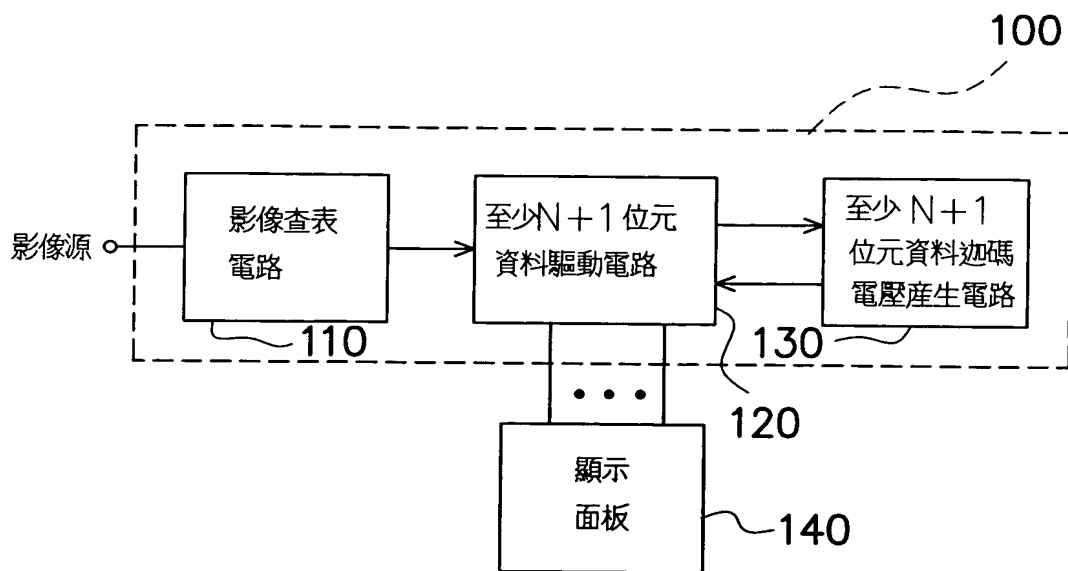 100
影像源
影像查表
電路
110
至少N+1位元
資料驅動電路
120
至少 N+1
位元資料迦碼
電壓産生電路
130
顯示
面板
140